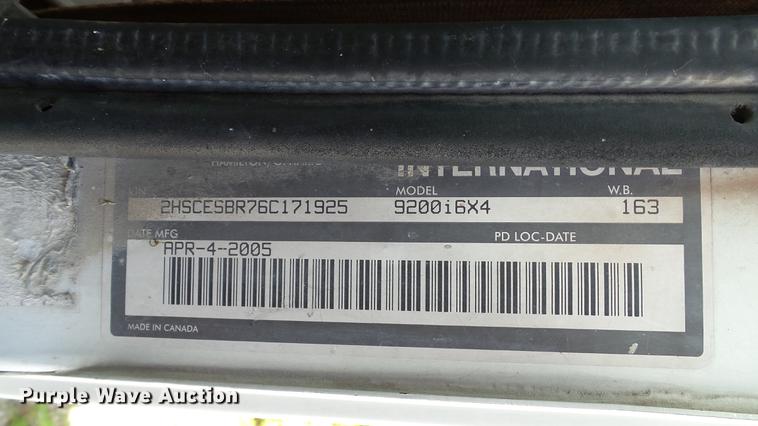 INTERNATIONAL
VIN MODEL W.B.
2HSCESBR76C171925 9200i6X4 163
DATE MFG PD LOC-DATE
APR-4-2005
MADE IN CANADA
Purple Wave Auction